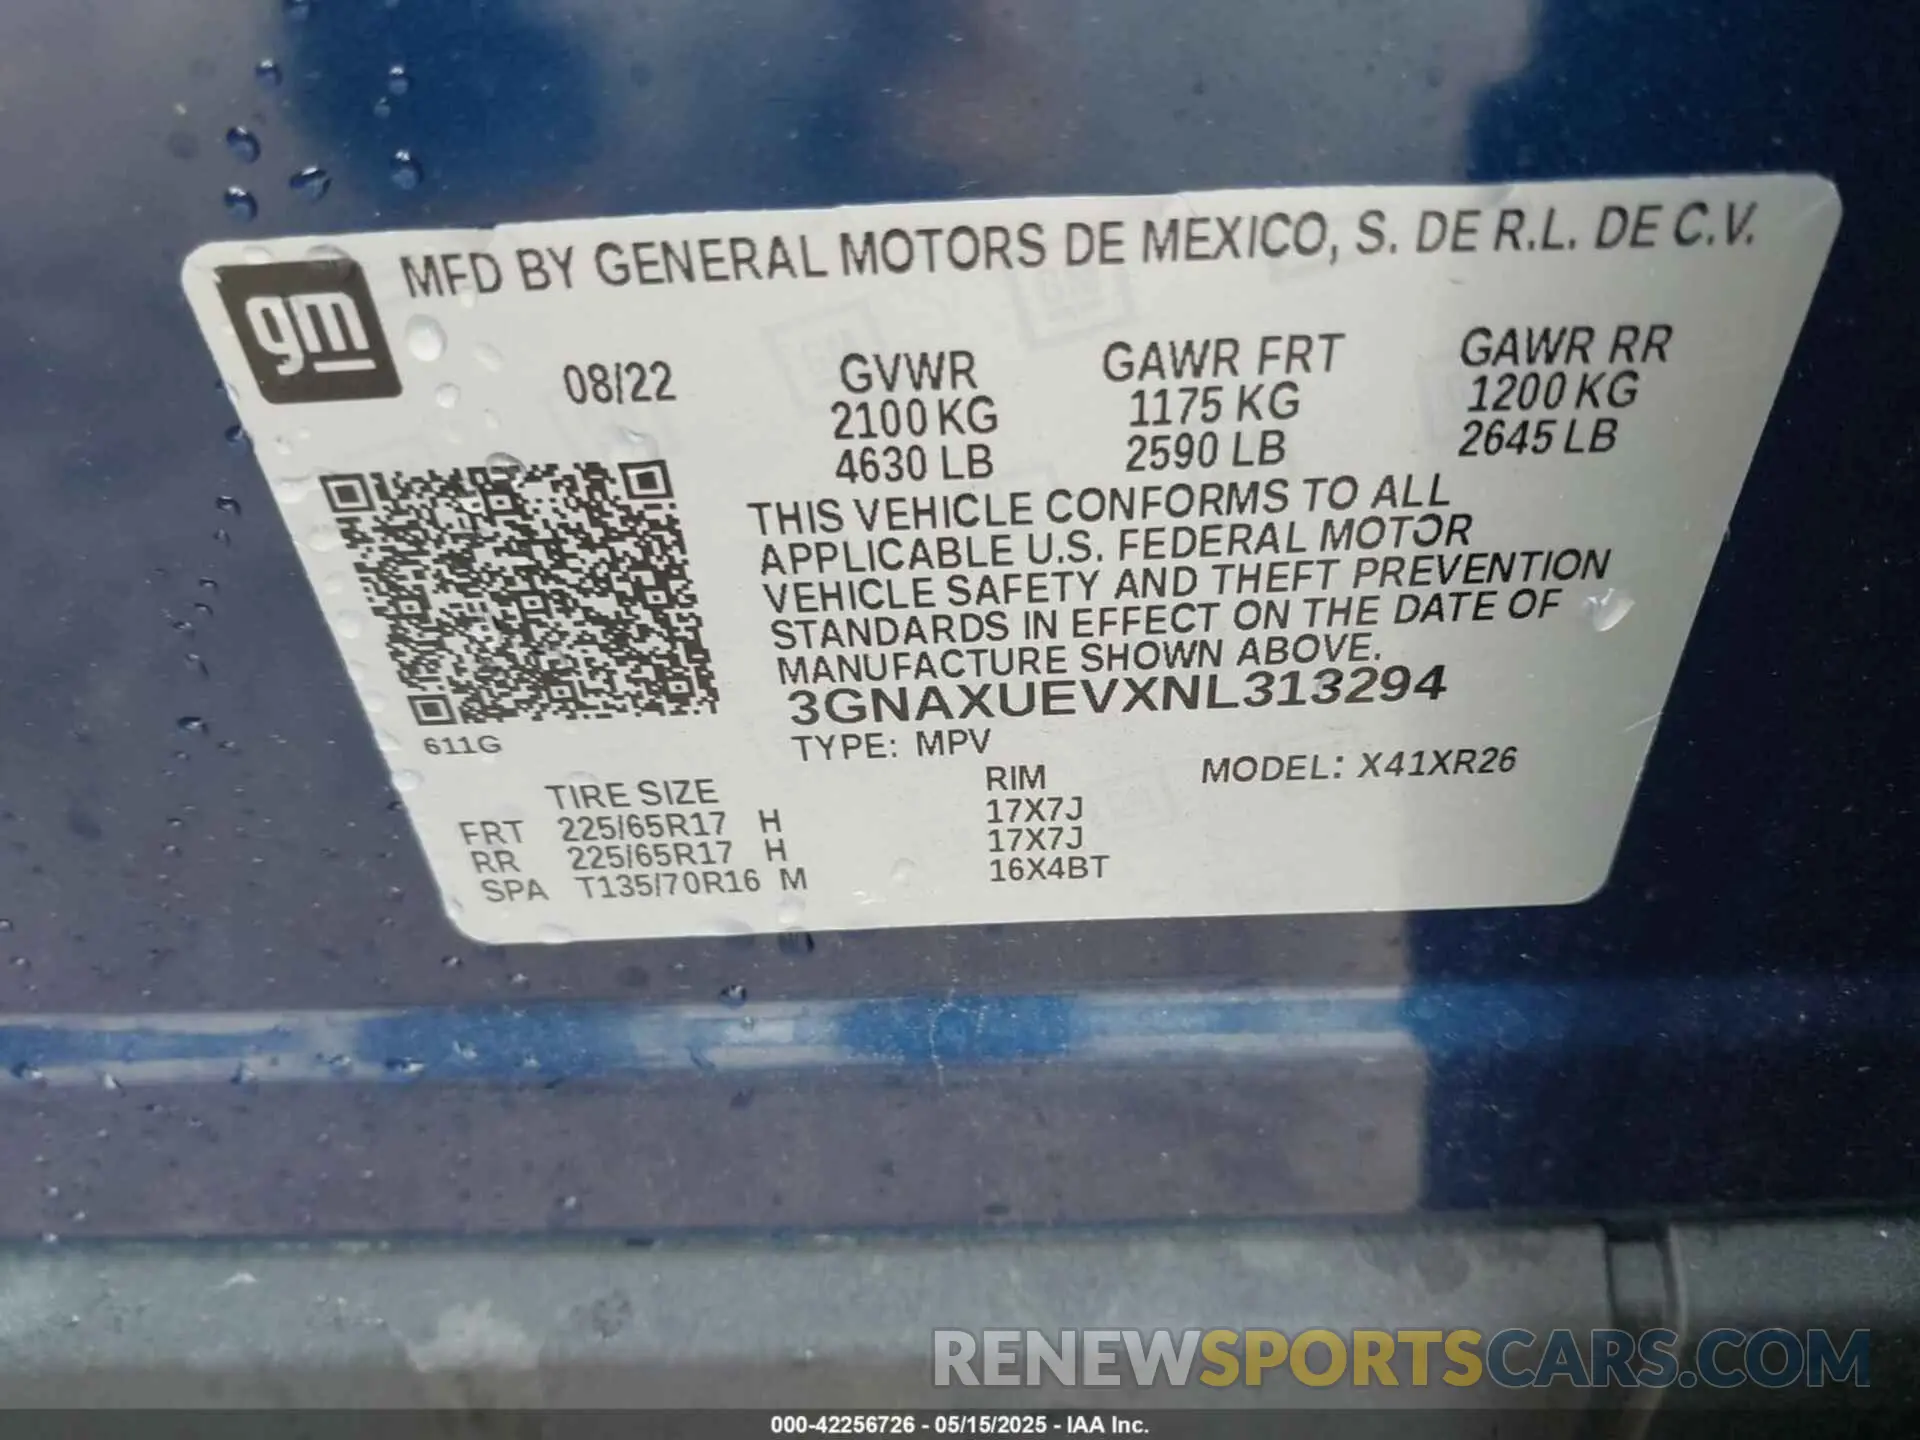 gm
MFD BY GENERAL MOTORS DE MEXICO, S. DE R.L. DE C.V.
08/22
GVWR
2100 KG
4630 LB
GAWR FRT
1175 KG
2590 LB
GAWR RR
1200 KG
2645 LB
THIS VEHICLE CONFORMS TO ALL
APPLICABLE U.S. FEDERAL MOTOR
VEHICLE SAFETY AND THEFT PREVENTION
STANDARDS IN EFFECT ON THE DATE OF
MANUFACTURE SHOWN ABOVE.
3GNAXUEVXNL313294
611G
TYPE: MPV
MODEL: X41XR26
TIRE SIZE RIM
FRT 225/65R17 H 17X7J
RR 225/65R17 H 17X7J
SPA T135/70R16 M 16X4BT
RENEWSPORTSCARS.COM
000-42256726 - 05/15/2025 - IAA Inc.